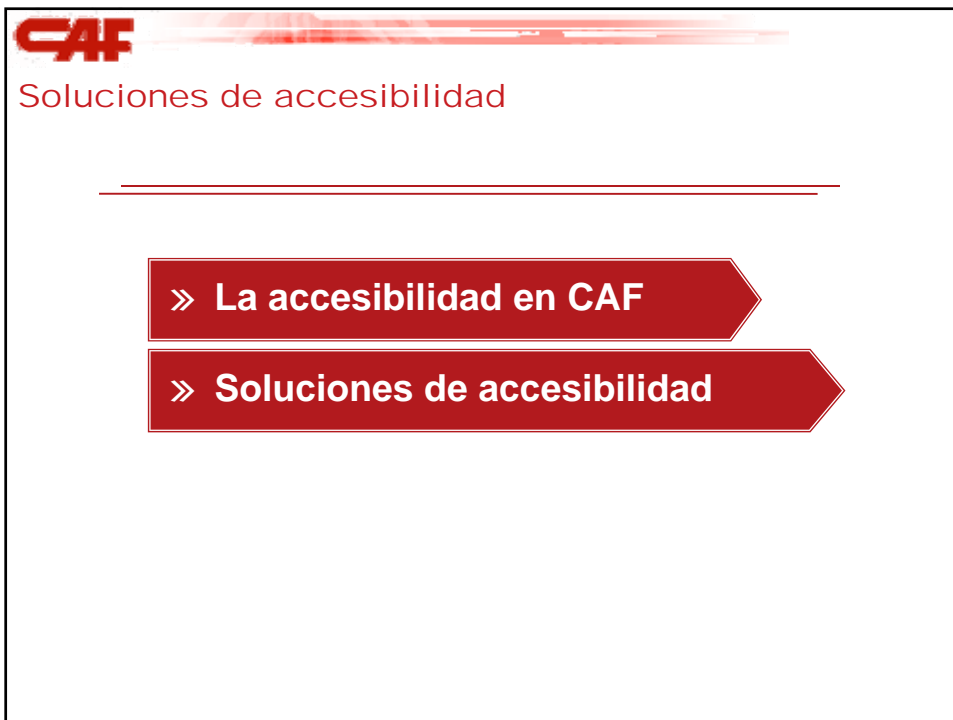 CAF
Soluciones de accesibilidad
» La accesibilidad en CAF
» Soluciones de accesibilidad